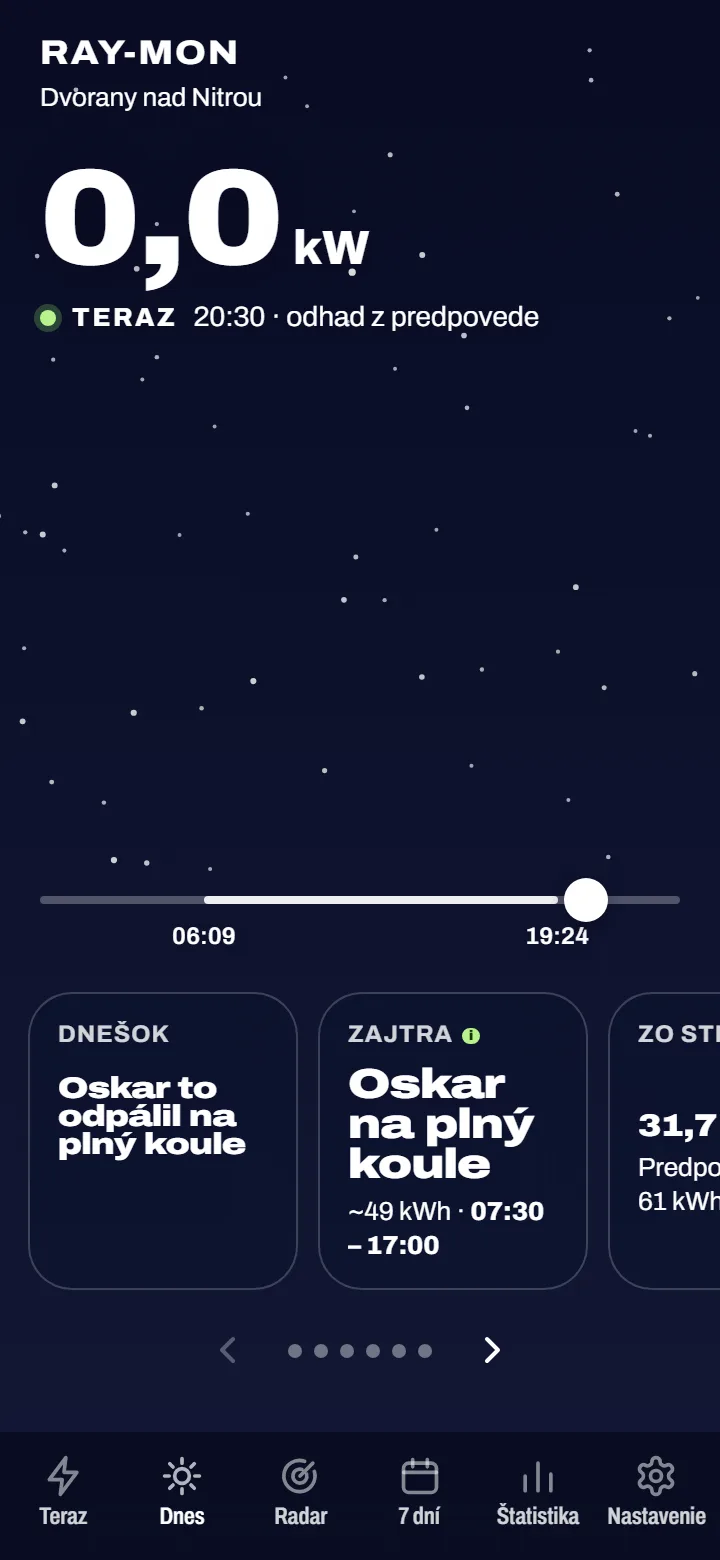 RAY-MON
Dvorany nad Nitrou
0,0 kW
TERAZ 20:30 · odhad z predpovede
06:09
19:24
DNEŠOK
Oskar to
odpálil na
plný koule
ZAJTRA i
Oskar
na plný
koule
~49 kWh · 07:30
– 17:00
31,7
61 kWh
Teraz
Dnes
Radar
7 dní
Štatistika
Nastavenie